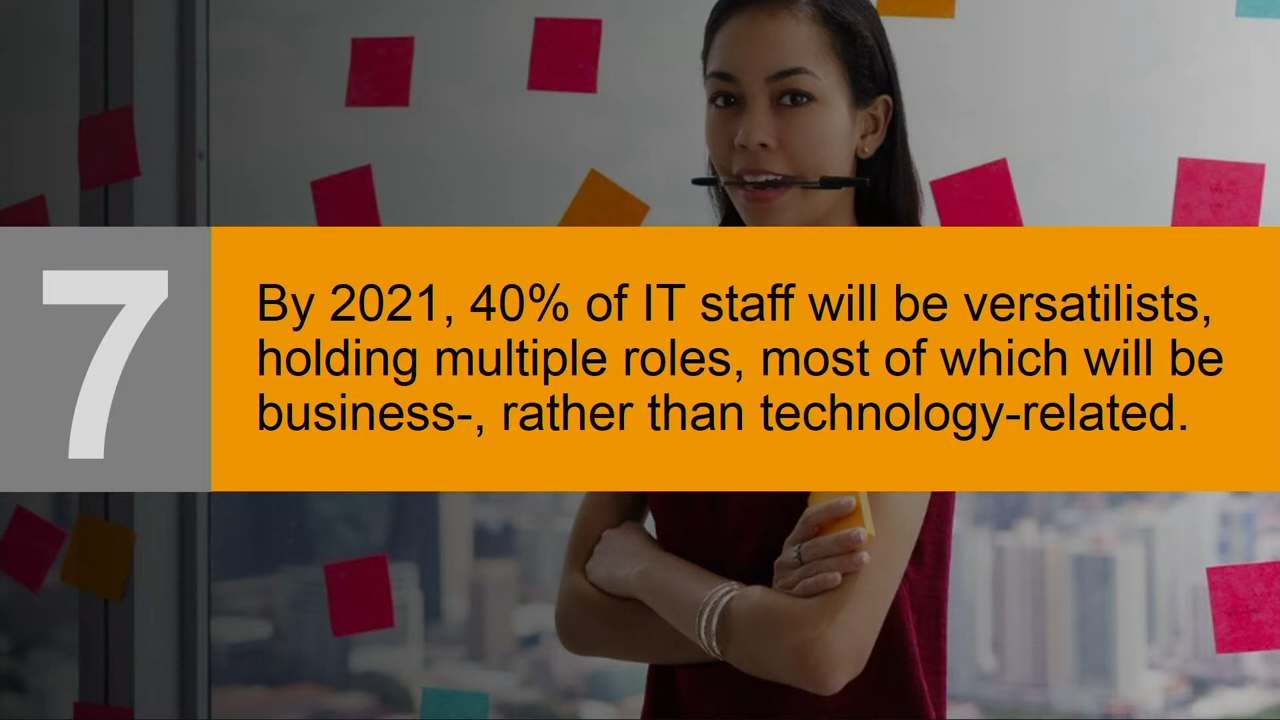 7
By 2021, 40% of IT staff will be versatilists,
holding multiple roles, most of which will be
business-, rather than technology-related.